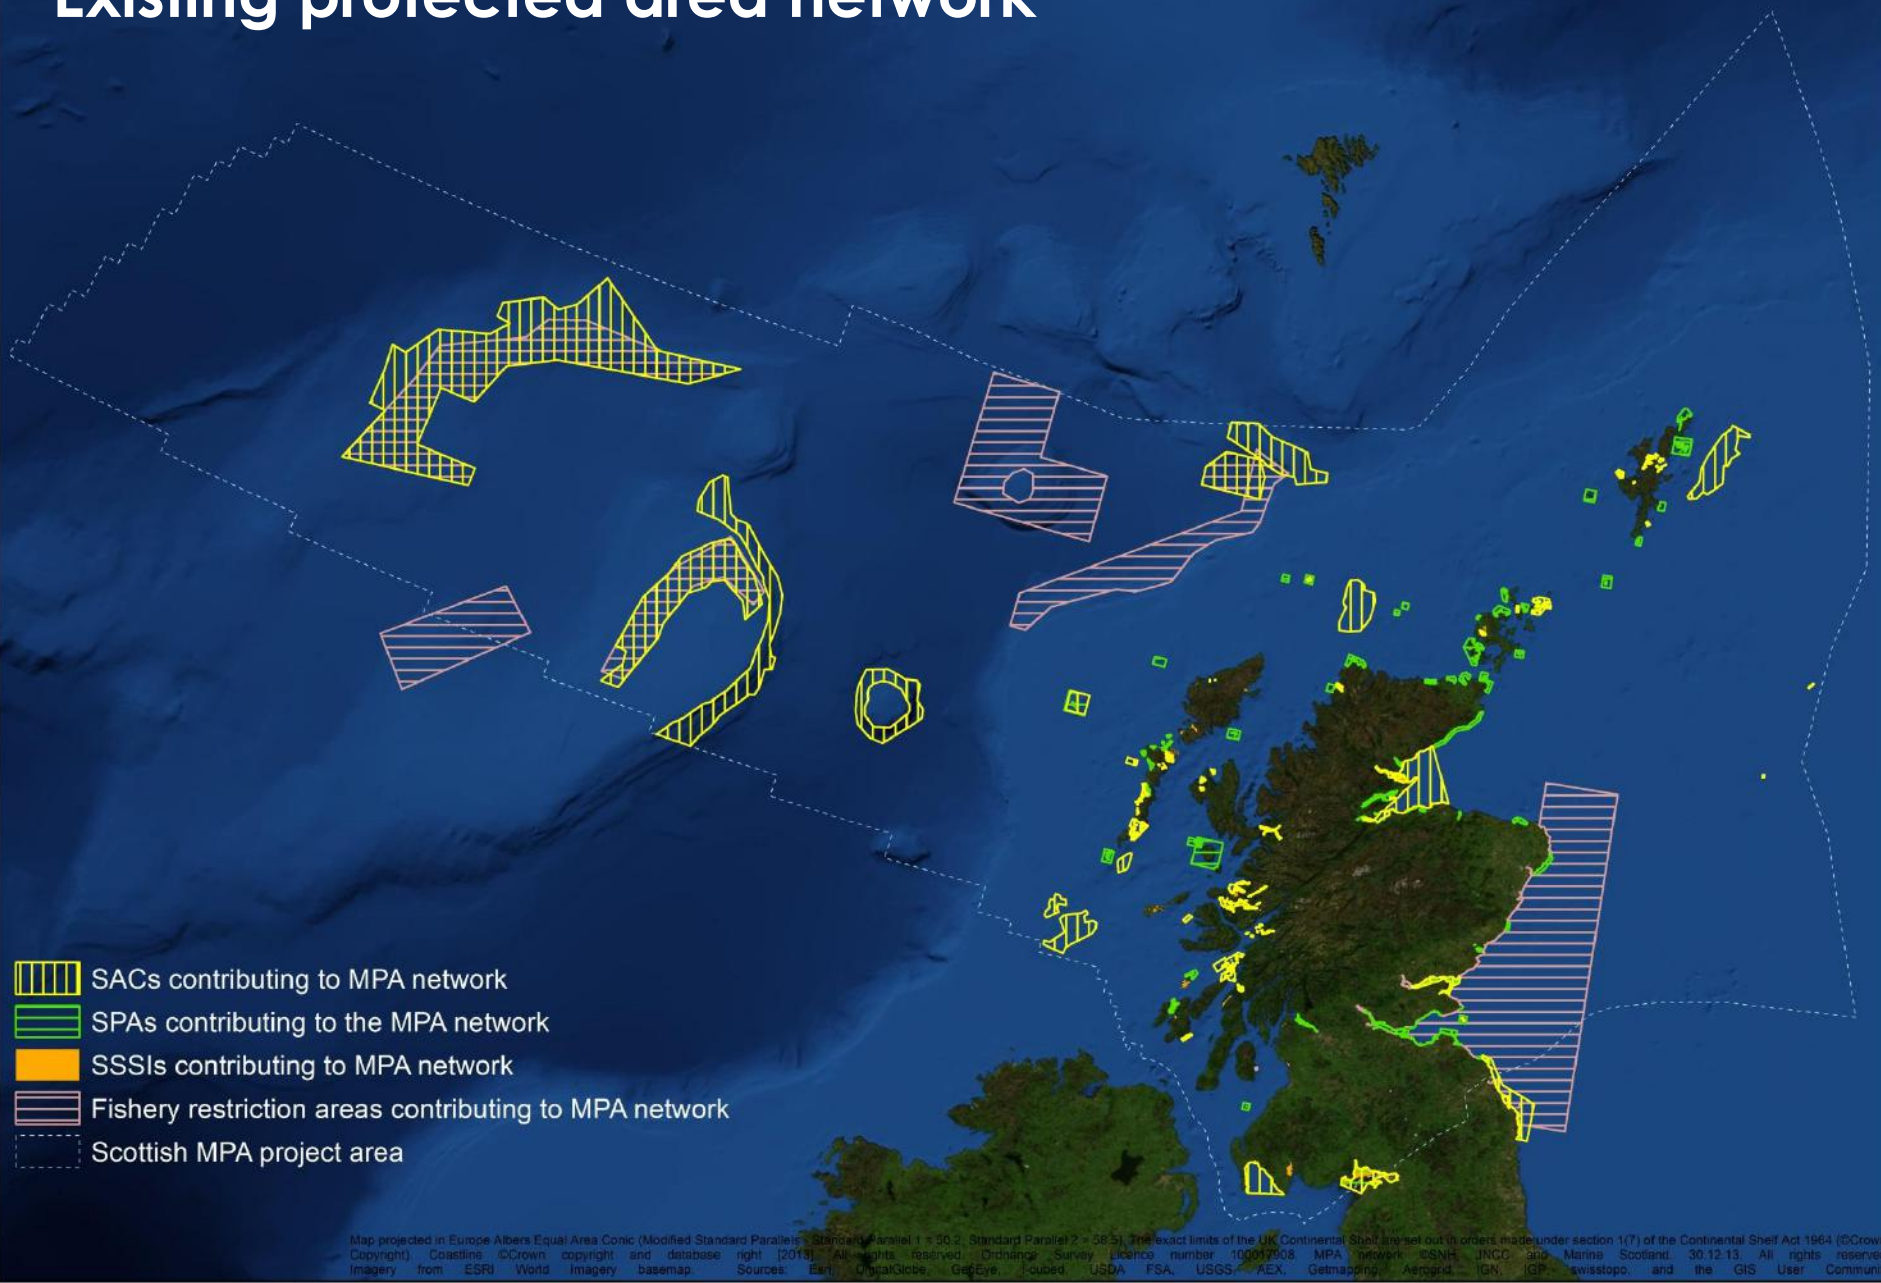 Existing protected area network
SACs contributing to MPA network
SPAs contributing to the MPA network
SSSIs contributing to MPA network
Fishery restriction areas contributing to MPA network
Scottish MPA project area
Map projected in Europe Albers Equal Area Conic (Modified Standard Parallels - Standard Parallel 1 = 50.2, Standard Parallel 2 = 58.5). The exact limits of the UK Continental Shelf are set out in orders made under section 1(7) of the Continental Shelf Act 1964 (©Crown
Copyright). Coastline ©Crown copyright and database right [2013]. All rights reserved. Ordnance Survey Licence number 100017908. MPA network ©SNH, JNCC and Marine Scotland. 30.12.13. All rights
Imagery from ESRI World Imagery basemap. Sources: Esri, DigitalGlobe, GeoEye, i-cubed, USDA FSA, USGS, AEX, Getmapping, Aerogrid, IGN, IGP, swisstopo, and the GIS User